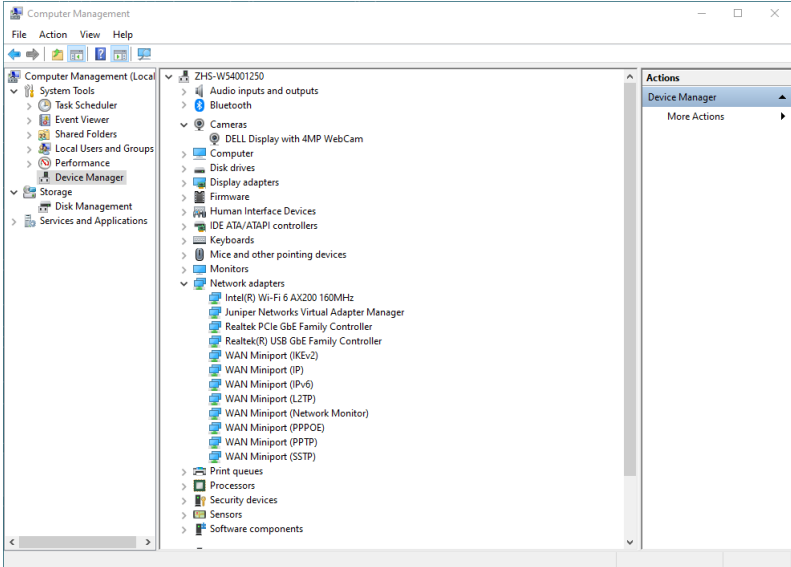 Computer Management
File Action View Help
Computer Management (Local
System Tools
Task Scheduler
Event Viewer
Shared Folders
Local Users and Groups
Performance
Device Manager
Storage
Disk Management
Services and Applications
ZHS-W54001250
Audio inputs and outputs
Bluetooth
Cameras
DELL Display with 4MP WebCam
Computer
Disk drives
Display adapters
Firmware
Human Interface Devices
IDE ATA/ATAPI controllers
Keyboards
Mice and other pointing devices
Monitors
Network adapters
Intel(R) Wi-Fi 6 AX200 160MHz
Juniper Networks Virtual Adapter Manager
Realtek PCIe GbE Family Controller
Realtek(R) USB GbE Family Controller
WAN Miniport (IKEv2)
WAN Miniport (IP)
WAN Miniport (IPv6)
WAN Miniport (L2TP)
WAN Miniport (Network Monitor)
WAN Miniport (PPPOE)
WAN Miniport (PPTP)
WAN Miniport (SSTP)
Print queues
Processors
Security devices
Sensors
Software components
Actions
Device Manager
More Actions